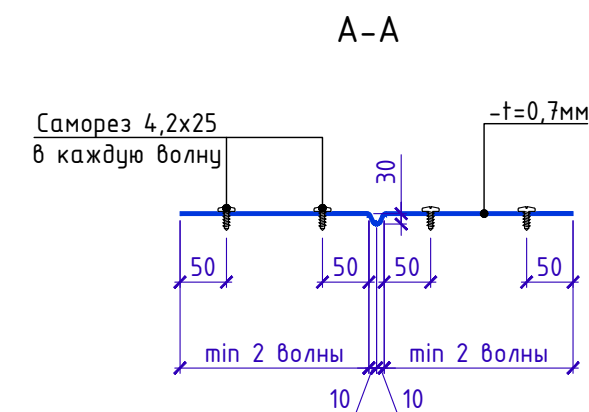 А-А
Саморез 4,2x25
в каждую волну
-t=0,7мм
30
50
50
50
50
min 2 волны
min 2 волны
10
10